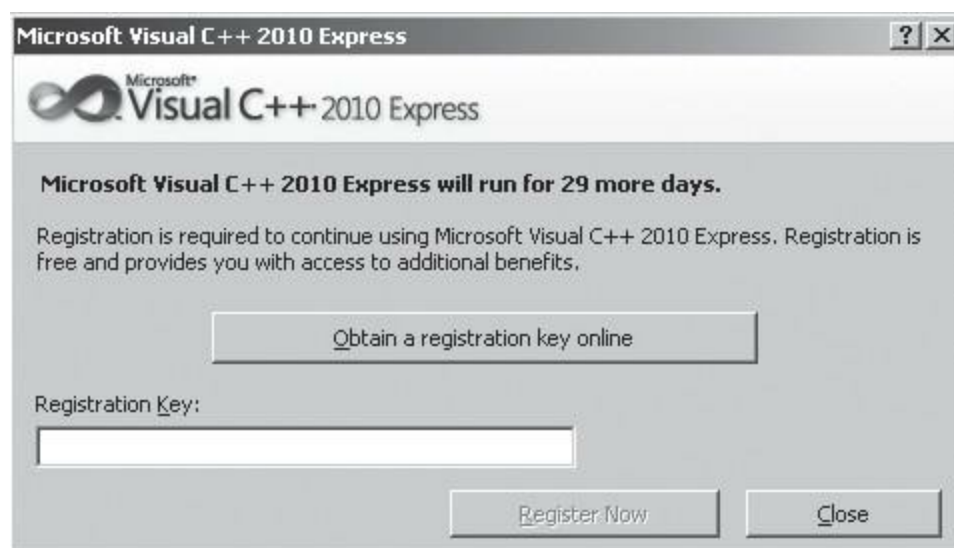 Microsoft Visual C++ 2010 Express
? X
Microsoft®
Visual C++ 2010 Express
Microsoft Visual C++ 2010 Express will run for 29 more days.
Registration is required to continue using Microsoft Visual C++ 2010 Express. Registration is
free and provides you with access to additional benefits.
Obtain a registration key online
Registration Key:
Register Now
Close